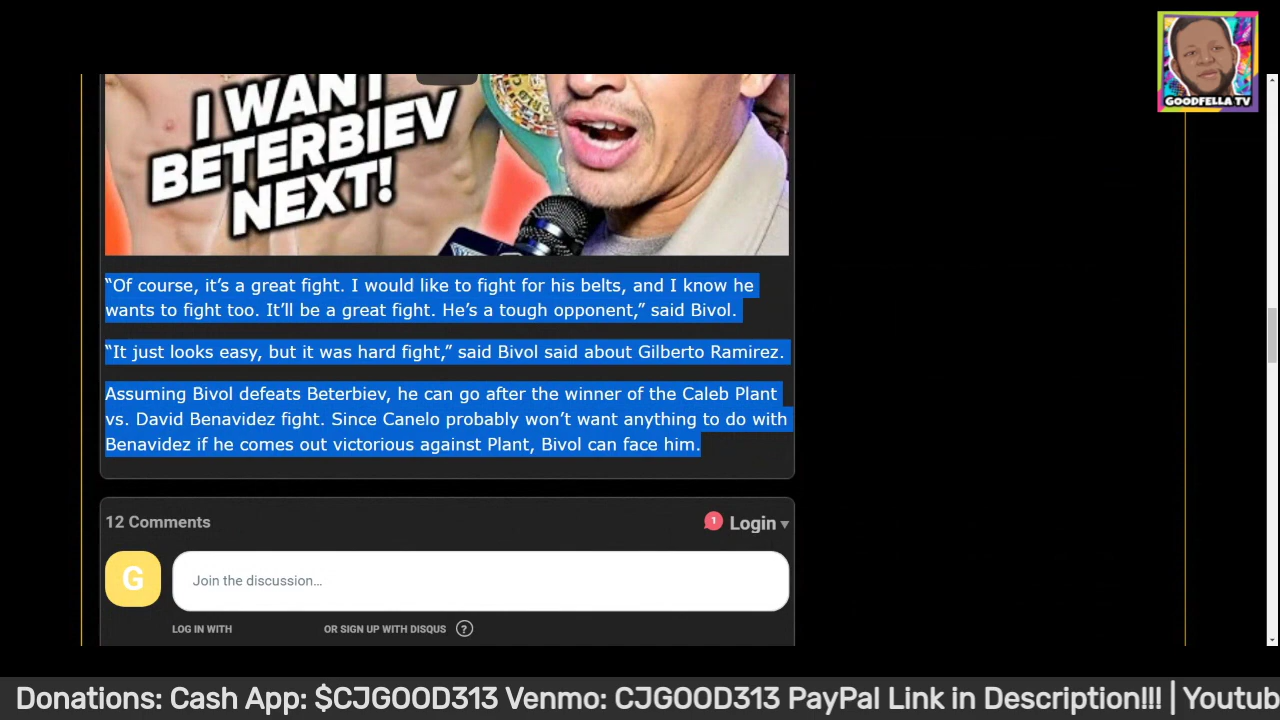 GOODFELLA TV
I WANT
BETERBIEV
NEXT!
“Of course, it’s a great fight. I would like to fight for his belts, and I know he
wants to fight too. It’ll be a great fight. He’s a tough opponent,” said Bivol.
“It just looks easy, but it was hard fight,” said Bivol said about Gilberto Ramirez.
Assuming Bivol defeats Beterbiev, he can go after the winner of the Caleb Plant
vs. David Benavidez fight. Since Canelo probably won’t want anything to do with
Benavidez if he comes out victorious against Plant, Bivol can face him.
12 Comments
1 Login
G
Join the discussion…
LOG IN WITH
OR SIGN UP WITH DISQUS ?
Donations: Cash App: $CJGOOD313 Venmo: CJGOOD313 PayPal Link in Description!!! | Youtub